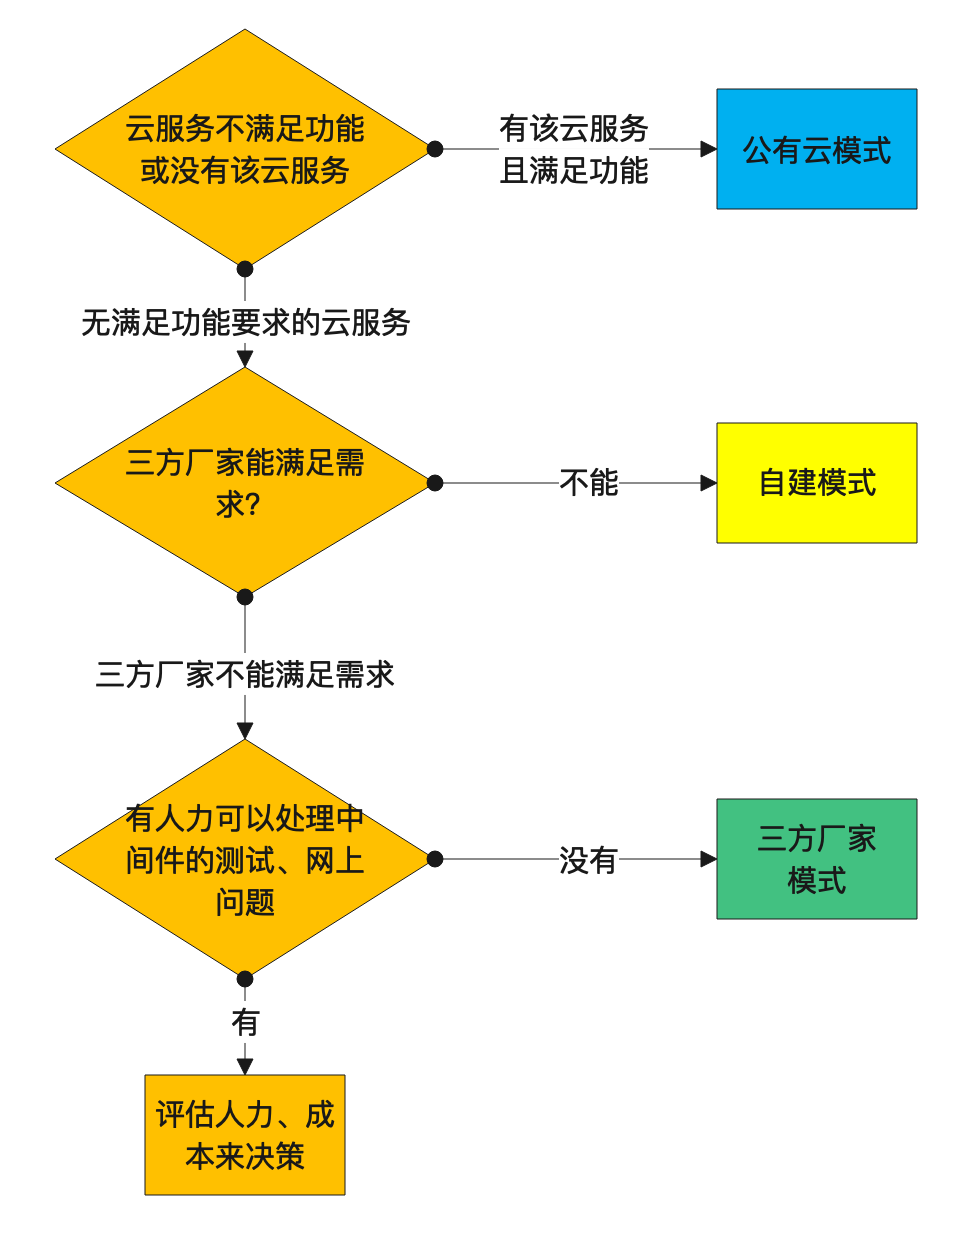 云服务不满足功能
或没有该云服务
有该云服务
且满足功能
公有云模式
无满足功能要求的云服务
三方厂家能满足需
求?
不能
自建模式
三方厂家不能满足需求
有人力可以处理中
间件的测试、网上
问题
没有
三方厂家
模式
有
评估人力、成
本来决策